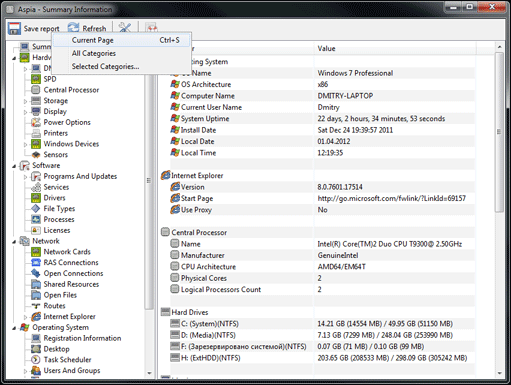 Aspia - Summary Information
Save report Refresh
Current Page Ctrl+S
All Categories
Selected Categories...
Value
Hardw
SPD
Central Processor
Storage
Display
Power Options
Printers
Windows Devices
Sensors
Software
Programs And Updates
Services
Drivers
File Types
Processes
Licenses
Network
Network Cards
RAS Connections
Open Connections
Shared Resources
Open Files
Routes
Internet Explorer
Operating System
Registration Information
Desktop
Task Scheduler
Users And Groups
OS Architecture x86
Computer Name DMITRY-LAPTOP
Current User Name Dmitry
System Uptime 22 days, 2 hours, 34 minutes, 53 seconds
Install Date Sat Dec 24 19:39:57 2011
Local Date 01.04.2012
Local Time 12:19:35
Windows 7 Professional
Internet Explorer
Version 8.0.7601.17514
Start Page http://go.microsoft.com/fwlink/?LinkId=69157
Use Proxy No
Central Processor
Name Intel(R) Core(TM)2 Duo CPU T9300@ 2.50GHz
Manufacturer GenuineIntel
CPU Architecture AMD64/EM64T
Physical Cores 2
Logical Processors Count 2
Hard Drives
C: (System)(NTFS) 14.21 GB (14554 MB) / 49.95 GB (51150 MB)
D: (Media)(NTFS) 7.13 GB (7299 MB) / 248.04 GB (253990 MB)
F: (Зарезервировано системой)(NTFS) 0.07 GB (71 MB) / 0.10 GB (99 MB)
H: (ExtHDD)(NTFS) 203.65 GB (208533 MB) / 298.09 GB (305242 MB)